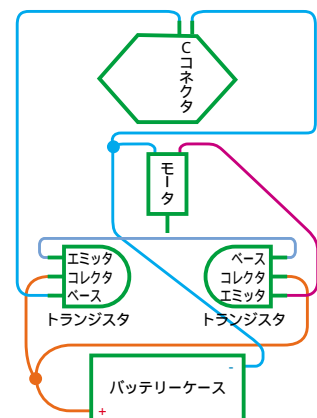 Cコネクタ
モータ
エミッタ
コレクタ
ベース
トランジスタ
ベース
コレクタ
エミッタ
トランジスタ
-
バッテリーケース
+